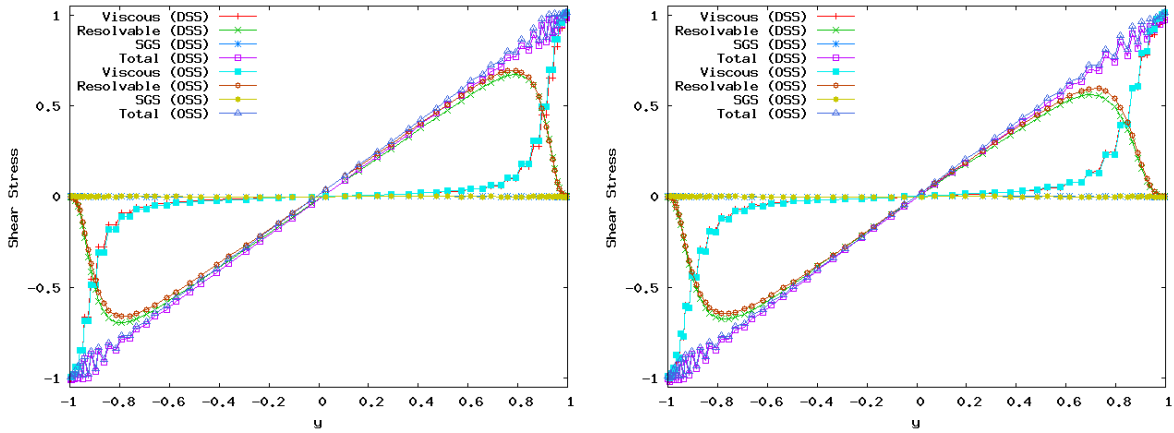 Viscous (DSS)
Resolvable (DSS)
SGS (DSS)
Total (DSS)
Viscous (OSS)
Resolvable (OSS)
SGS (OSS)
Total (OSS)
1
0.5
0
-0.5
-1
Shear Stress
-1 -0.8 -0.6 -0.4 -0.2 0 0.2 0.4 0.6 0.8 1
y
Viscous (DSS)
Resolvable (DSS)
SGS (DSS)
Total (DSS)
Viscous (OSS)
Resolvable (OSS)
SGS (OSS)
Total (OSS)
1
0.5
0
-0.5
-1
Shear Stress
-1 -0.8 -0.6 -0.4 -0.2 0 0.2 0.4 0.6 0.8 1
y